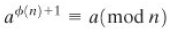 a^{ϕ(n)+1} ≡ a(mod n)